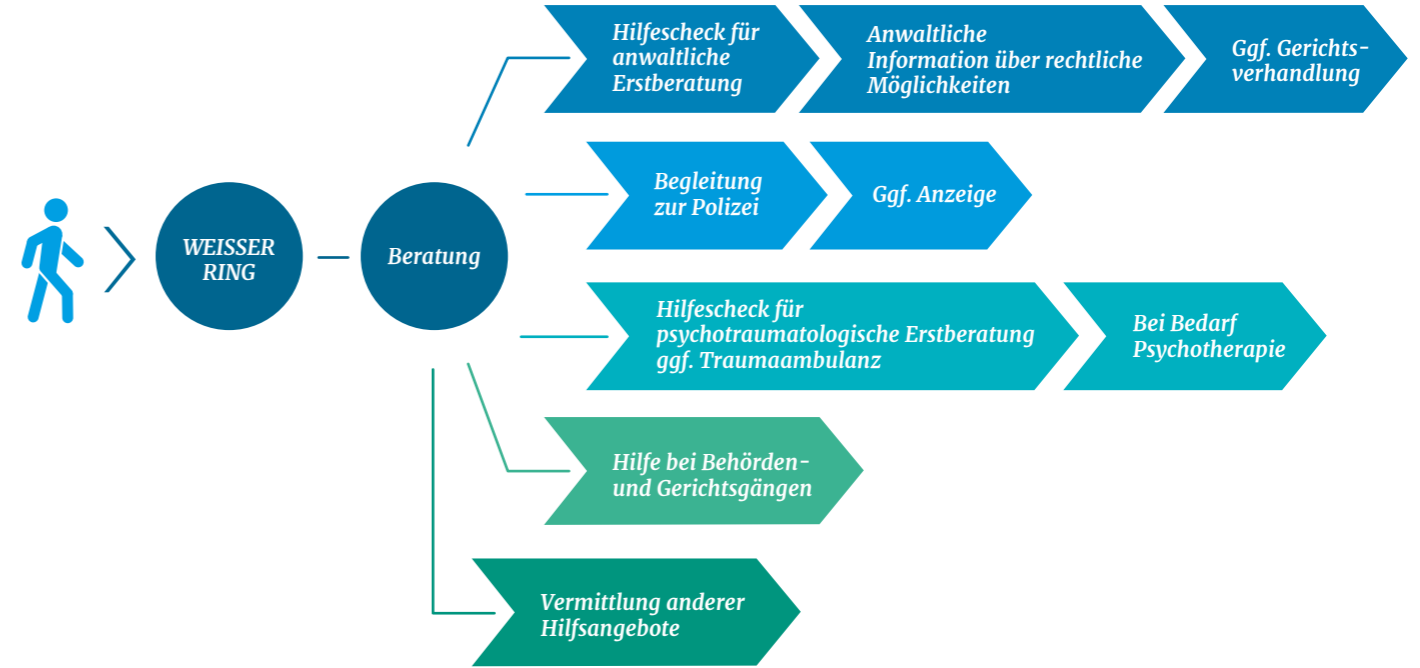 WEISSER
RING
Beratung
Hilfescheck für
anwaltliche
Erstberatung
Anwaltliche
Information über rechtliche
Möglichkeiten
Ggf. Gerichts-
verhandlung
Begleitung
zur Polizei
Ggf. Anzeige
Hilfescheck für
psychotraumatologische Erstberatung
ggf. Traumaambulanz
Bei Bedarf
Psychotherapie
Hilfe bei Behörden-
und Gerichtsgängen
Vermittlung anderer
Hilfsangebote